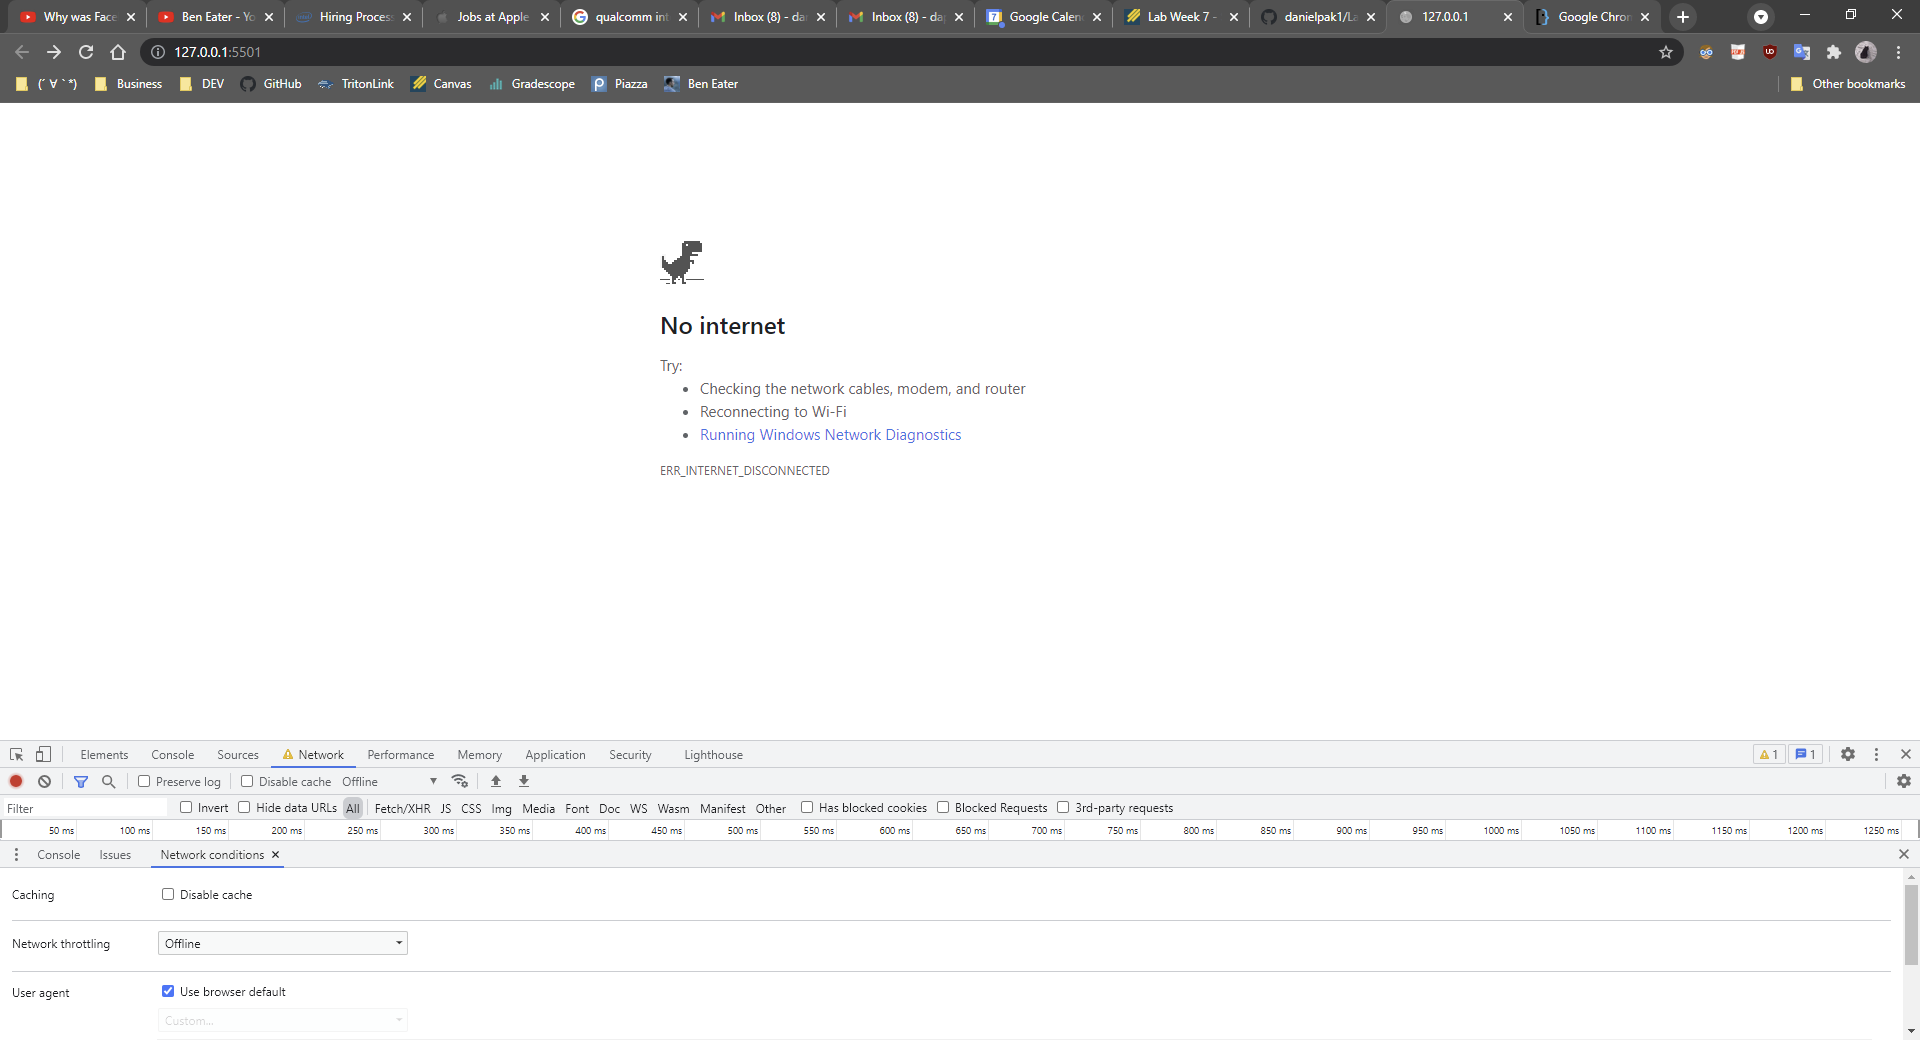 Why was Face
Ben Eater - Yo
Hiring Process
Jobs at Apple
qualcomm int
Inbox (8) - da
Inbox (8) - da
Google Calen
Lab Week 7 -
danielpak1/La
127.0.0.1
Google Chron
127.0.0.1:5501
(´∀`*)
Business
DEV
GitHub
TritonLink
Canvas
Gradescope
Piazza
Ben Eater
Other bookmarks
No internet
Try:
• Checking the network cables, modem, and router
• Reconnecting to Wi-Fi
• Running Windows Network Diagnostics
ERR_INTERNET_DISCONNECTED
Elements Console Sources Network Performance Memory Application Security Lighthouse 1 1
Preserve log Disable cache Offline
Filter Invert Hide data URLs All Fetch/XHR JS CSS Img Media Font Doc WS Wasm Manifest Other Has blocked cookies Blocked Requests 3rd-party requests
50 ms 100 ms 150 ms 200 ms 250 ms 300 ms 350 ms 400 ms 450 ms 500 ms 550 ms 600 ms 650 ms 700 ms 750 ms 800 ms 850 ms 900 ms 950 ms 1000 ms 1050 ms 1100 ms 1150 ms 1200 ms 1250 ms
Console Issues Network conditions
Caching Disable cache
Network throttling Offline
User agent Use browser default
Custom...